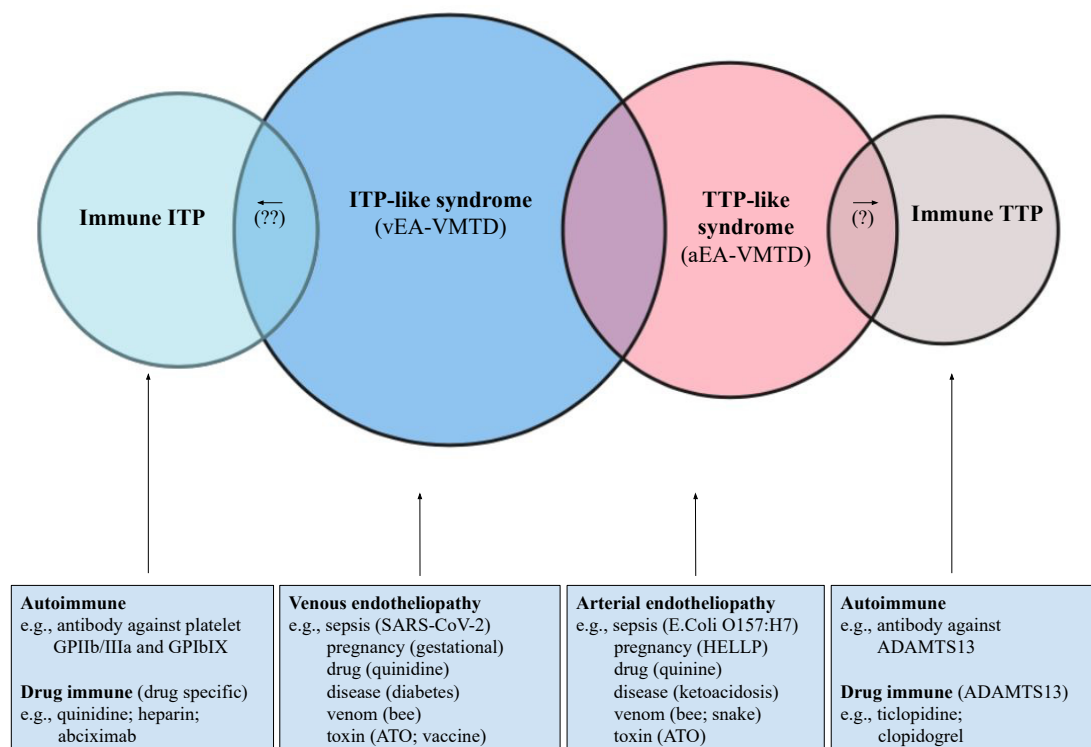 Immune ITP
(??)
ITP-like syndrome
(vEA-VMTD)
TTP-like
syndrome
(aEA-VMTD)
(?)
Immune TTP
Autoimmune
e.g., antibody against platelet
GPIIb/IIIa and GPIbIX
Drug immune (drug specific)
e.g., quinidine; heparin;
abciximab
Venous endotheliopathy
e.g., sepsis (SARS-CoV-2)
pregnancy (gestational)
drug (quinidine)
disease (diabetes)
venom (bee)
toxin (ATO; vaccine)
Arterial endotheliopathy
e.g., sepsis (E.Coli O157:H7)
pregnancy (HELLP)
drug (quinine)
disease (ketoacidosis)
venom (bee; snake)
toxin (ATO)
Autoimmune
e.g., antibody against
ADAMTS13
Drug immune (ADAMTS13)
e.g., ticlopidine;
clopidogrel